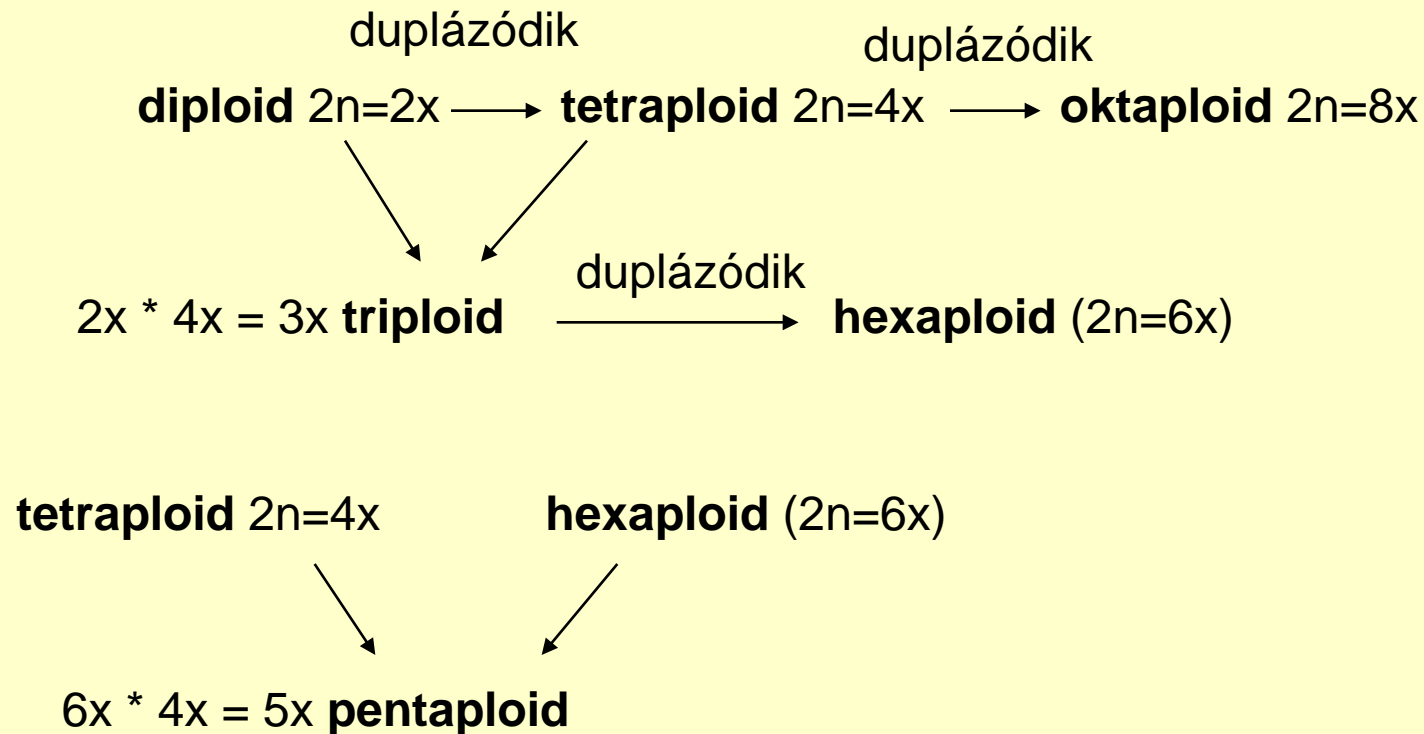 duplázódik duplázódik
diploid 2n=2x tetraploid 2n=4x oktaploid 2n=8x
duplázódik
2x * 4x = 3x triploid hexaploid (2n=6x)
tetraploid 2n=4x hexaploid (2n=6x)
6x * 4x = 5x pentaploid